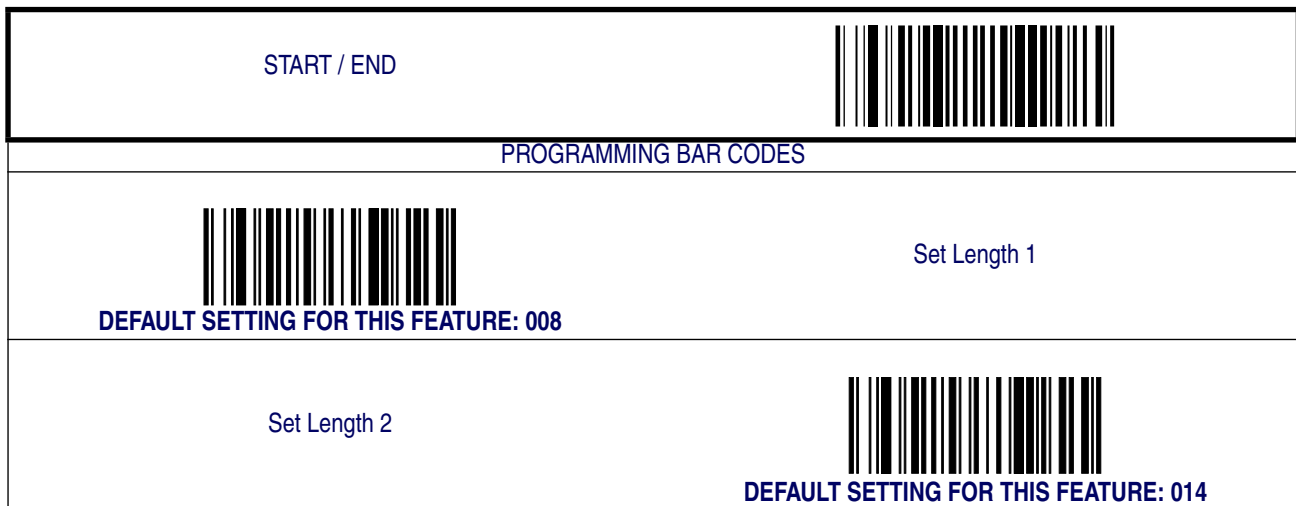 START / END
PROGRAMMING BAR CODES
Set Length 1
DEFAULT SETTING FOR THIS FEATURE: 008
Set Length 2
DEFAULT SETTING FOR THIS FEATURE: 014